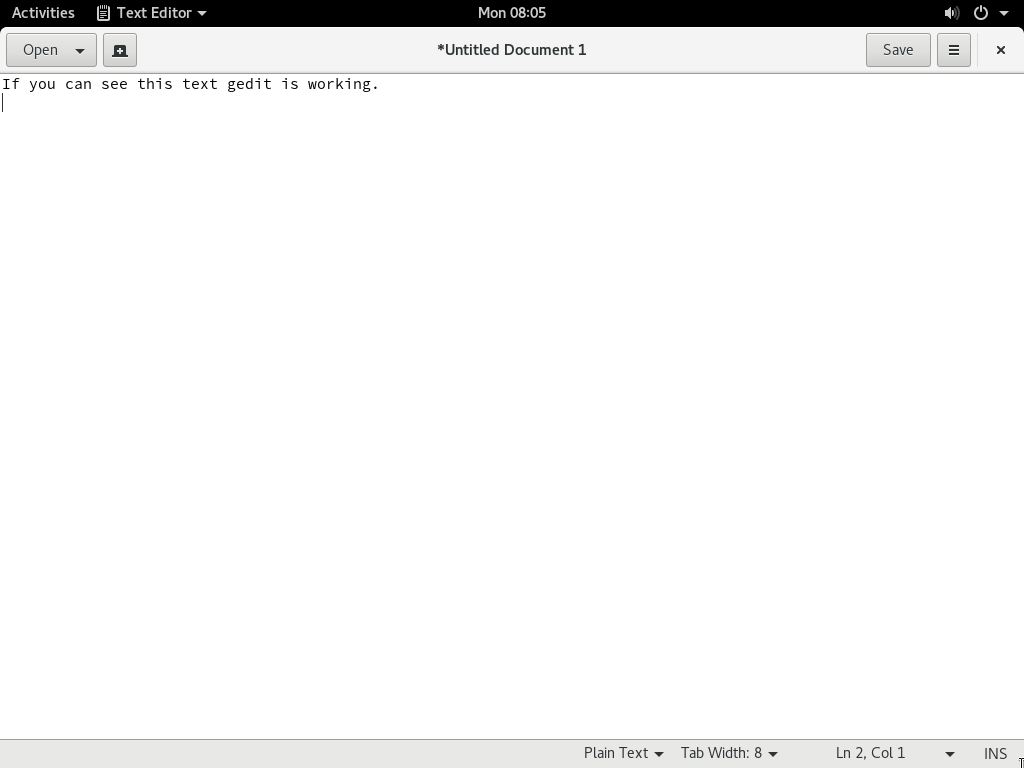 Activities Text Editor Mon 08:05
Open *Untitled Document 1 Save
If you can see this text gedit is working.
Plain Text Tab Width: 8 Ln 2, Col 1 INS